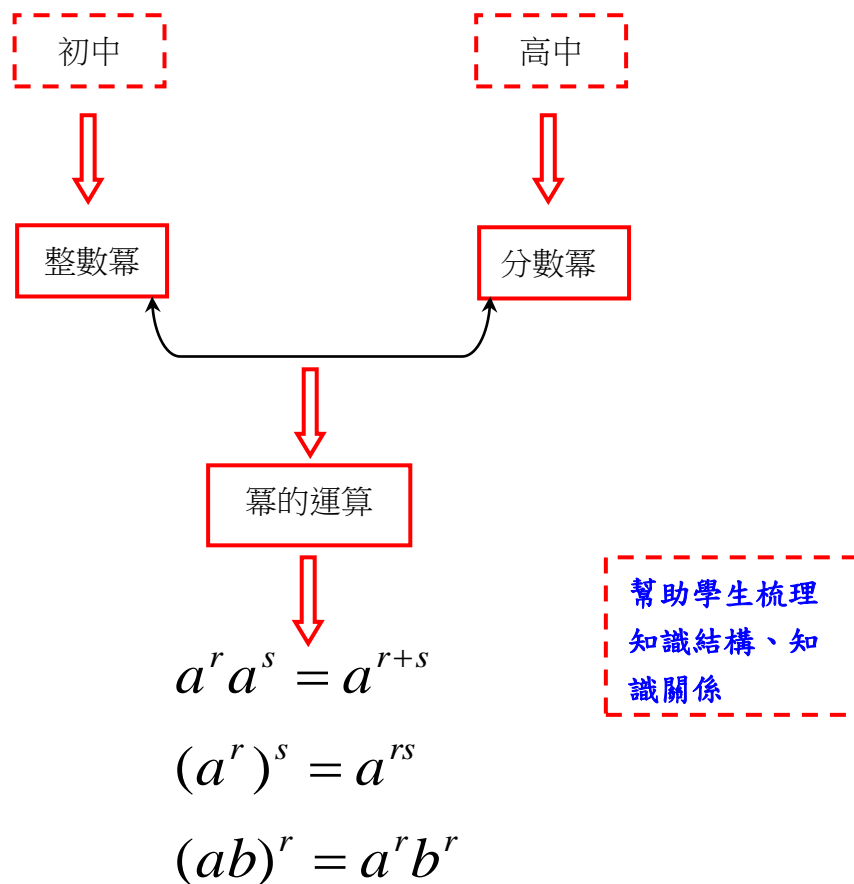 初中
高中
整數冪
分數冪
冪的運算
幫助學生梳理
知識結構、知
識關係
a^r a^s = a^{r+s}
(a^r)^s = a^{rs}
(ab)^r = a^r b^r